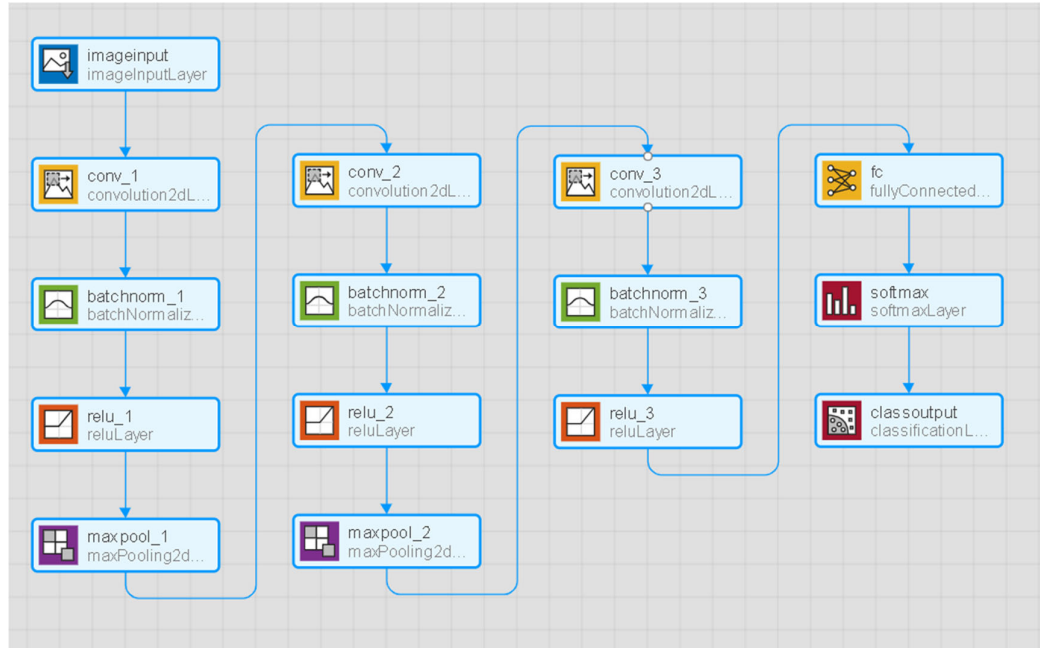 imageinput
imageInputLayer
conv_1
convolution2dL...
batchnorm_1
batchNormaliz...
relu_1
reluLayer
maxpool_1
maxPooling2d...
conv_2
convolution2dL...
batchnorm_2
batchNormaliz...
relu_2
reluLayer
maxpool_2
maxPooling2d...
conv_3
convolution2dL...
batchnorm_3
batchNormaliz...
relu_3
reluLayer
fc
fullyConnected...
softmax
softmaxLayer
classoutput
classificationL...